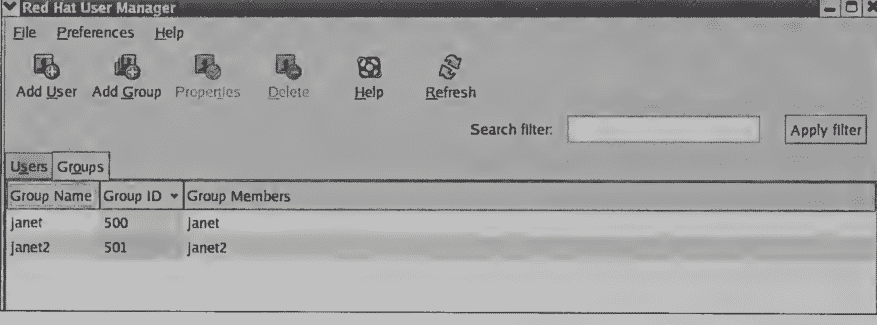 Red Hat User Manager
File Preferences Help
Add User Add Group Properties Delete Help Refresh
Search filter: Apply filter
Users Groups
Group Name Group ID Group Members
janet 500 janet
janet2 501 janet2